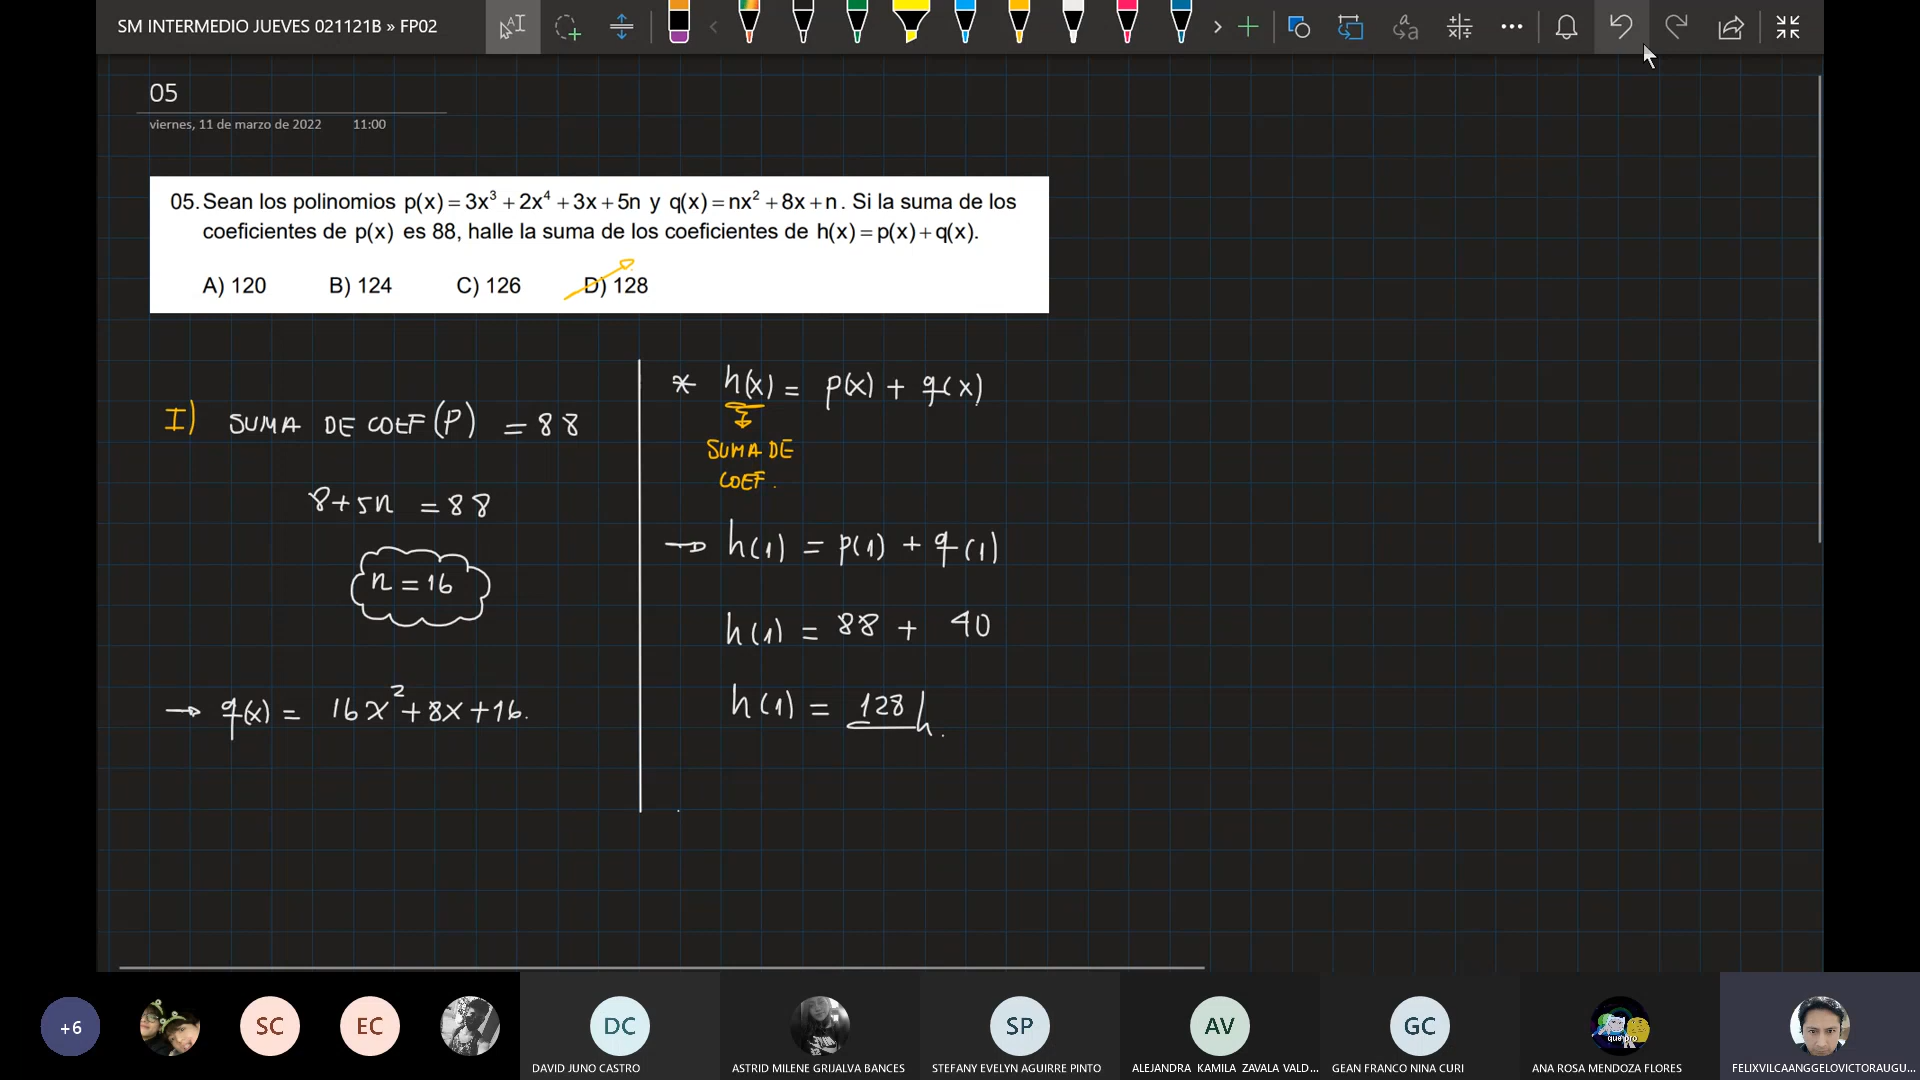 SM INTERMEDIO JUEVES 021121B » FP02
05
viernes, 11 de marzo de 2022 11:00
05. Sean los polinomios p(x) = 3x³ + 2x⁴ + 3x + 5n y q(x) = nx² + 8x + n. Si la suma de los
coeficientes de p(x) es 88, halle la suma de los coeficientes de h(x) = p(x) + q(x).
A) 120 B) 124 C) 126 D) 128
I) SUMA DE COEF(P) = 88
8+5n = 88
n = 16
→ q(x) = 16x² + 8x + 16.
* h(x) = p(x) + q(x)
SUMA DE
COEF.
→ h(1) = p(1) + q(1)
h(1) = 88 + 40
h(1) = 128
+6
SC
EC
DC
DAVID JUNO CASTRO
ASTRID MILENE GRIJALVA BANCES
SP
STEFANY EVELYN AGUIRRE PINTO
AV
ALEJANDRA KAMILA ZAVALA VALD...
GC
GEAN FRANCO NINA CURI
que pro
ANA ROSA MENDOZA FLORES
FELIXVILCAANGGELOVICTORAUGU...